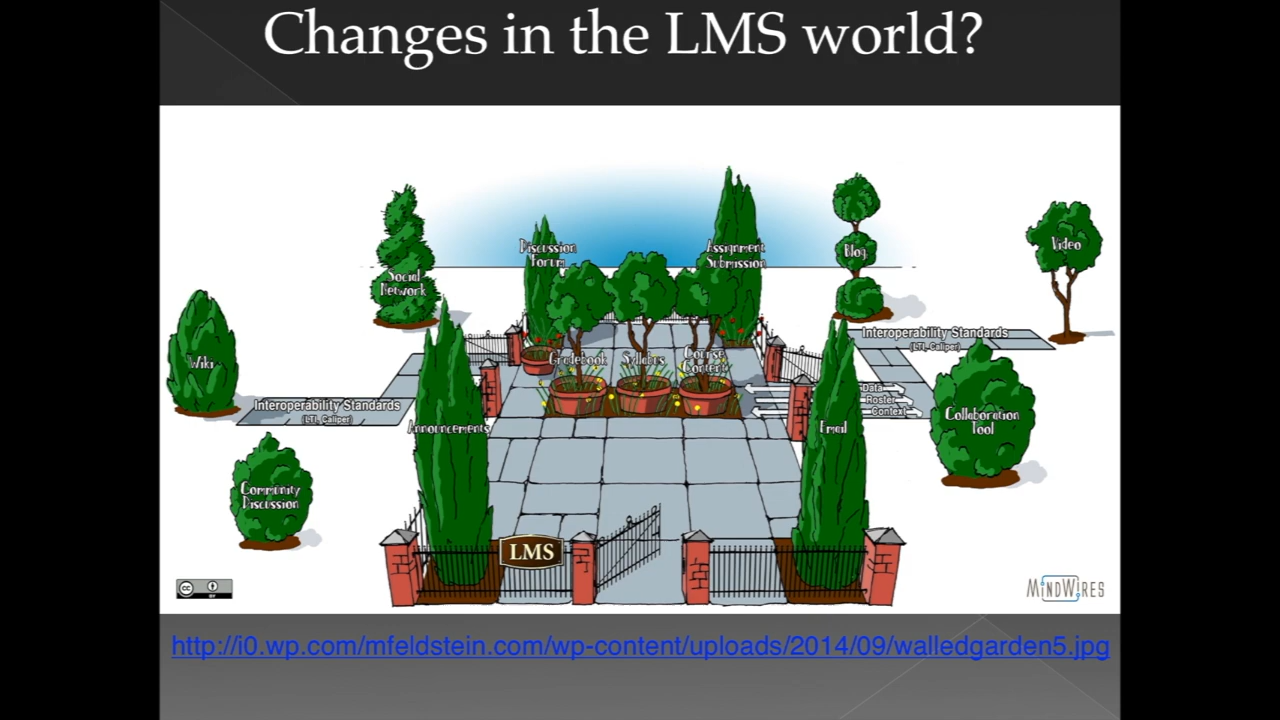 Changes in the LMS world?
Discussion
Forum
Assignment
Submission
Blog
Video
Social
Network
Interoperability Standards
(LTI, Caliper)
Wiki
Gradebook
Syllabus
Course
Content
Data
Roster
Context
Interoperability Standards
(LTI, Caliper)
Announcements
Email
Collaboration
Tool
Community
Discussion
LMS
cc
BY
MINDWIRES
http://i0.wp.com/mfeldstein.com/wp-content/uploads/2014/09/walledgarden5.jpg